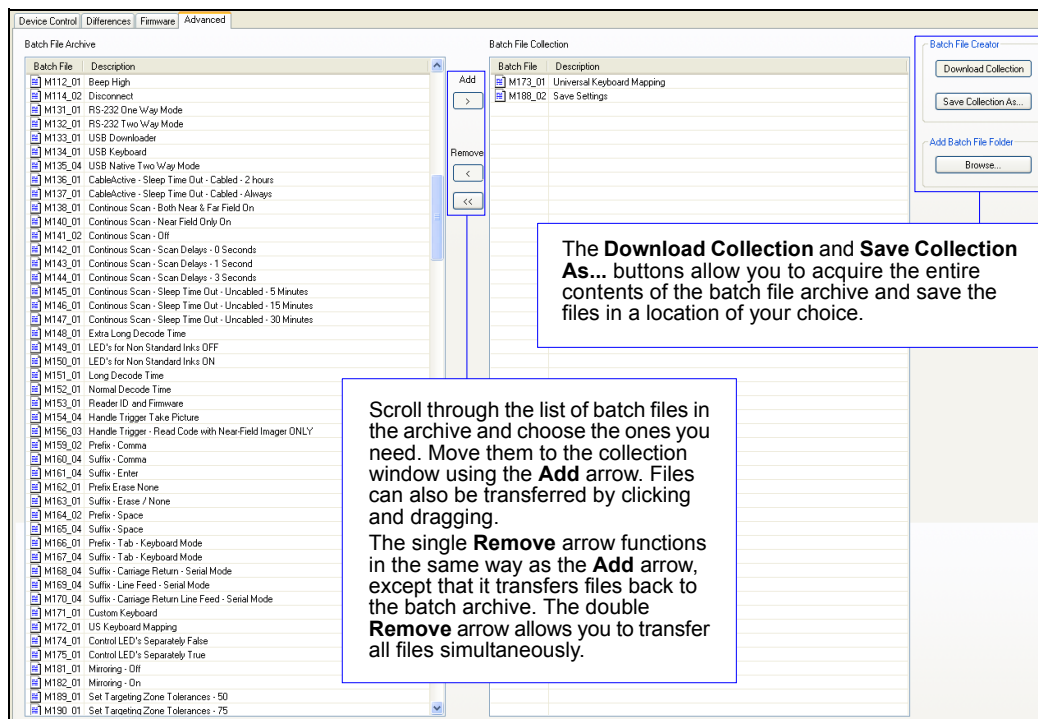 Device Control Differences Firmware Advanced
Batch File Archive
Batch File Description
M112_01 Beep High
M114_02 Disconnect
M131_01 RS-232 One Way Mode
M132_01 RS-232 Two Way Mode
M133_01 USB Downloader
M134_01 USB Keyboard
M135_04 USB Native Two Way Mode
M136_01 CableActive - Sleep Time Out - Cabled - 2 hours
M137_01 CableActive - Sleep Time Out - Cabled - Always
M138_01 Continous Scan - Both Near & Far Field On
M140_01 Continous Scan - Near Field Only On
M141_02 Continous Scan - Off
M142_01 Continous Scan - Scan Delays - 0 Seconds
M143_01 Continous Scan - Scan Delays - 1 Second
M144_01 Continous Scan - Scan Delays - 3 Seconds
M145_01 Continous Scan - Sleep Time Out - Uncabled - 5 Minutes
M146_01 Continous Scan - Sleep Time Out - Uncabled - 15 Minutes
M147_01 Continous Scan - Sleep Time Out - Uncabled - 30 Minutes
M148_01 Extra Long Decode Time
M149_01 LED's for Non Standard Inks OFF
M150_01 LED's for Non Standard Inks ON
M151_01 Long Decode Time
M152_01 Normal Decode Time
M153_01 Reader ID and Firmware
M154_04 Handle Trigger Take Picture
M156_03 Handle Trigger - Read Code with Near-Field Imager ONLY
M159_02 Prefix - Comma
M160_04 Suffix - Comma
M161_04 Suffix - Enter
M162_01 Prefix Erase None
M163_01 Suffix - Erase / None
M164_02 Prefix - Space
M165_04 Suffix - Space
M166_01 Prefix - Tab - Keyboard Mode
M167_04 Suffix - Tab - Keyboard Mode
M168_04 Suffix - Carriage Return - Serial Mode
M169_04 Suffix - Line Feed - Serial Mode
M170_04 Suffix - Carriage Return Line Feed - Serial Mode
M171_01 Custom Keyboard
M172_01 US Keyboard Mapping
M174_01 Control LED's Separately False
M175_01 Control LED's Separately True
M181_01 Mirroring - Off
M182_01 Mirroring - On
M189_01 Set Targeting Zone Tolerances - 50
M190_01 Set Targeting Zone Tolerances - 75
Add
>
Remove
<
<<
Batch File Collection
Batch File Description
M173_01 Universal Keyboard Mapping
M188_02 Save Settings
Batch File Creator
Download Collection
Save Collection As...
Add Batch File Folder
Browse...
The Download Collection and Save Collection
As... buttons allow you to acquire the entire
contents of the batch file archive and save the
files in a location of your choice.
Scroll through the list of batch files in
the archive and choose the ones you
need. Move them to the collection
window using the Add arrow. Files
can also be transferred by clicking
and dragging.
The single Remove arrow functions
in the same way as the Add arrow,
except that it transfers files back to
the batch archive. The double
Remove arrow allows you to transfer
all files simultaneously.